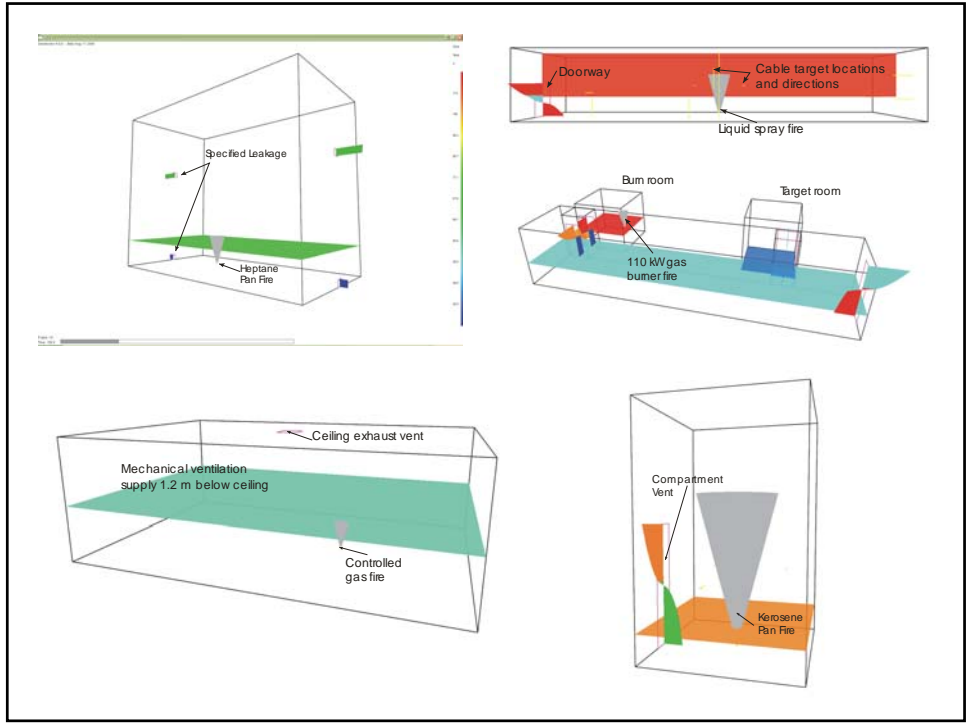 Specified Leakage
Heptane
Pan Fire
Doorway
Cable target locations
and directions
Liquid spray fire
Burn room
Target room
110 kW gas
burner fire
Ceiling exhaust vent
Mechanical ventilation
supply 1.2 m below ceiling
Controlled
gas fire
Compartment
Vent
Kerosene
Pan Fire